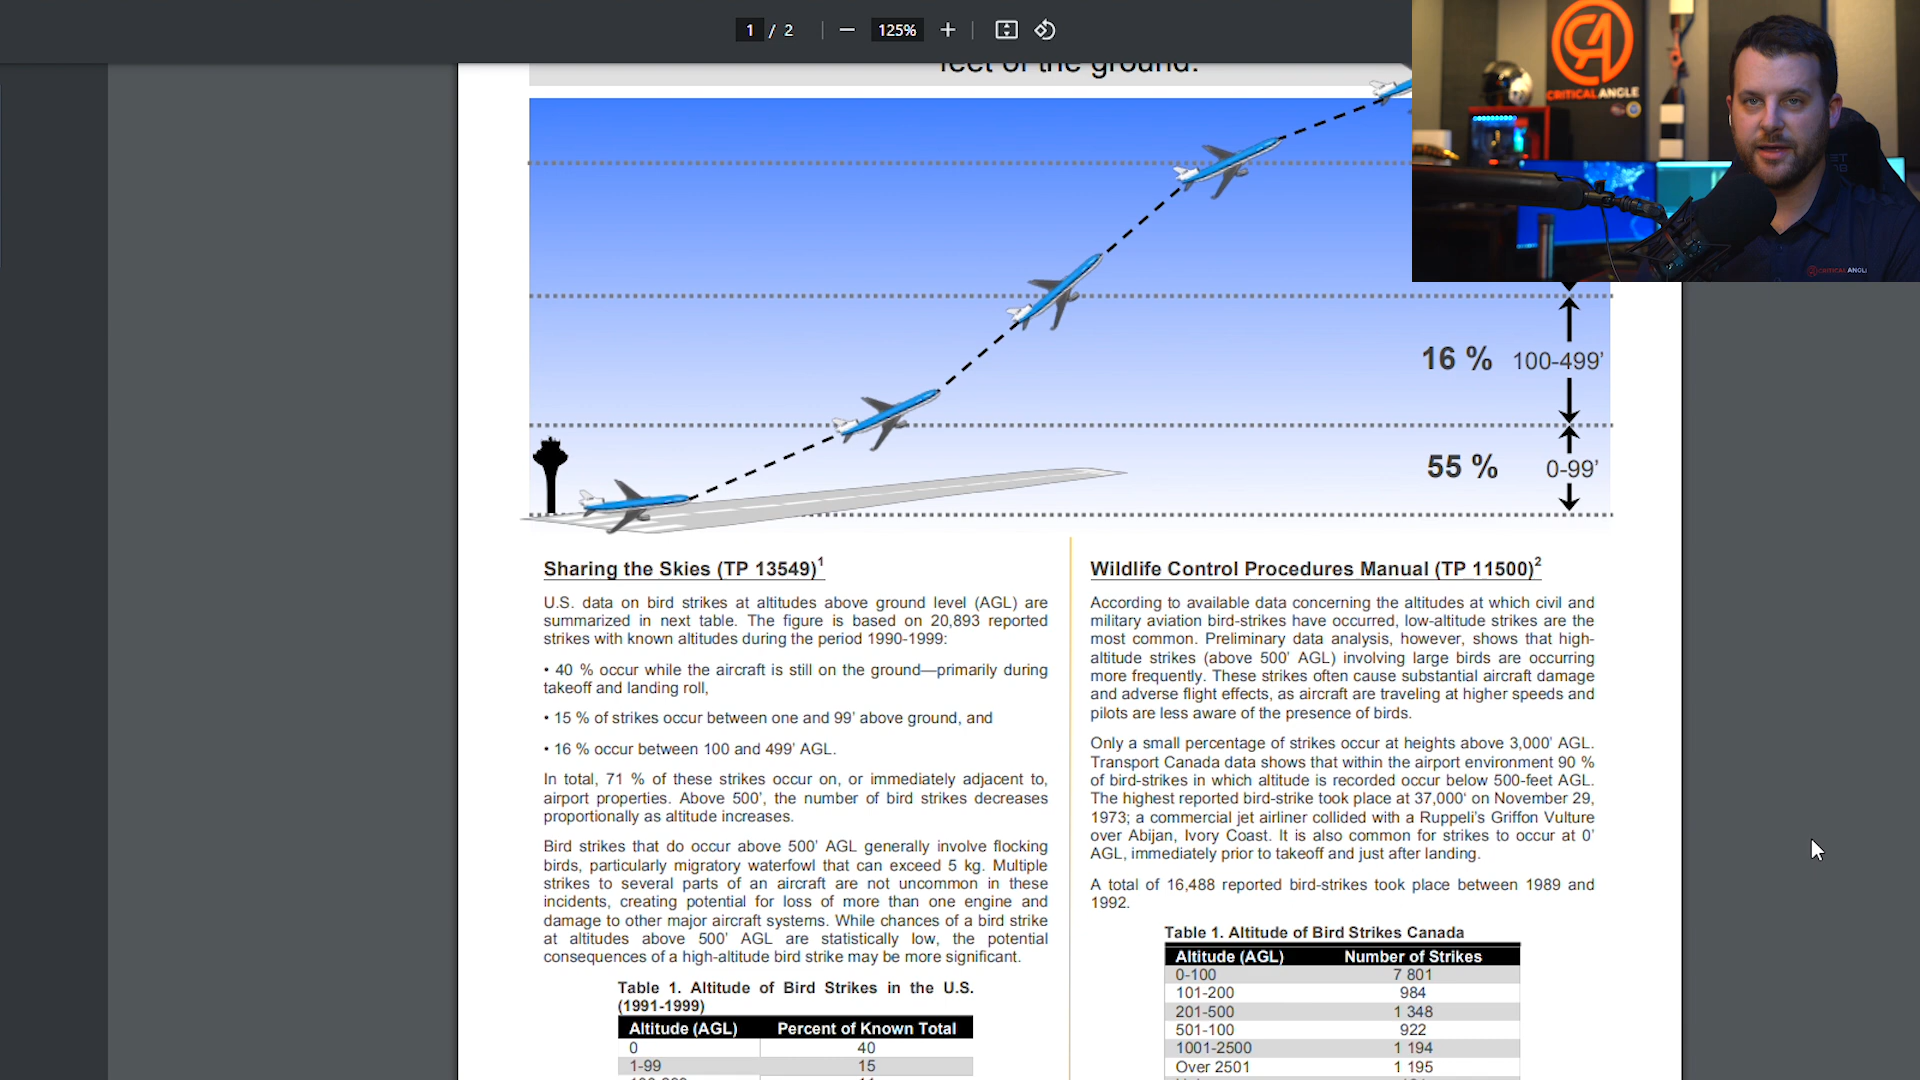 1 / 2 125%
feet of the ground.
CRITICAL ANGLE
CRITICAL ANGLE
16 % 100-499'
55 % 0-99'
Sharing the Skies (TP 13549)1
U.S. data on bird strikes at altitudes above ground level (AGL) are
summarized in next table. The figure is based on 20,893 reported
strikes with known altitudes during the period 1990-1999:
• 40 % occur while the aircraft is still on the ground—primarily during
takeoff and landing roll,
• 15 % of strikes occur between one and 99' above ground, and
• 16 % occur between 100 and 499' AGL.
In total, 71 % of these strikes occur on, or immediately adjacent to,
airport properties. Above 500', the number of bird strikes decreases
proportionally as altitude increases.
Bird strikes that do occur above 500' AGL generally involve flocking
birds, particularly migratory waterfowl that can exceed 5 kg. Multiple
strikes to several parts of an aircraft are not uncommon in these
incidents, creating potential for loss of more than one engine and
damage to other major aircraft systems. While chances of a bird strike
at altitudes above 500' AGL are statistically low, the potential
consequences of a high-altitude bird strike may be more significant.
Table 1. Altitude of Bird Strikes in the U.S.
(1991-1999)
Altitude (AGL) Percent of Known Total
0 40
1-99 15
Wildlife Control Procedures Manual (TP 11500)2
According to available data concerning the altitudes at which civil and
military aviation bird-strikes have occurred, low-altitude strikes are the
most common. Preliminary data analysis, however, shows that high-
altitude strikes (above 500' AGL) involving large birds are occurring
more frequently. These strikes often cause substantial aircraft damage
and adverse flight effects, as aircraft are traveling at higher speeds and
pilots are less aware of the presence of birds.
Only a small percentage of strikes occur at heights above 3,000' AGL.
Transport Canada data shows that within the airport environment 90 %
of bird-strikes in which altitude is recorded occur below 500-feet AGL.
The highest reported bird-strike took place at 37,000' on November 29,
1973; a commercial jet airliner collided with a Ruppeli's Griffon Vulture
over Abijan, Ivory Coast. It is also common for strikes to occur at 0'
AGL, immediately prior to takeoff and just after landing.
A total of 16,488 reported bird-strikes took place between 1989 and
1992.
Table 1. Altitude of Bird Strikes Canada
Altitude (AGL) Number of Strikes
0-100 7 801
101-200 984
201-500 1 348
501-100 922
1001-2500 1 194
Over 2501 1 195